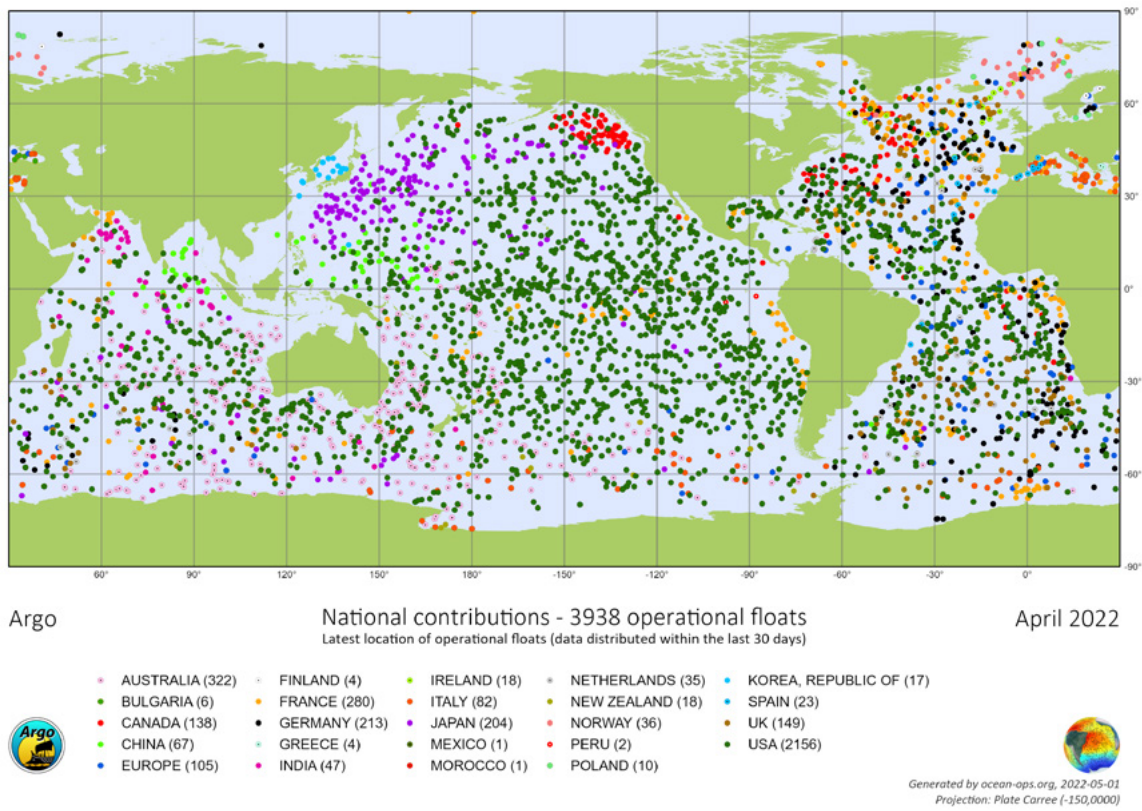 90°
60°
30°
0°
-30°
-60°
-90°
60° 90° 120° 150° 180° -150° -120° -90° -60° -30° 0°
Argo National contributions - 3938 operational floats April 2022
Latest location of operational floats (data distributed within the last 30 days)
AUSTRALIA (322) FINLAND (4) IRELAND (18) NETHERLANDS (35) KOREA, REPUBLIC OF (17)
BULGARIA (6) FRANCE (280) ITALY (82) NEW ZEALAND (18) SPAIN (23)
CANADA (138) GERMANY (213) JAPAN (204) NORWAY (36) UK (149)
CHINA (67) GREECE (4) MEXICO (1) PERU (2) USA (2156)
EUROPE (105) INDIA (47) MOROCCO (1) POLAND (10)
Argo
Generated by ocean-ops.org, 2022-05-01
Projection: Plate Carree (-150,0000)